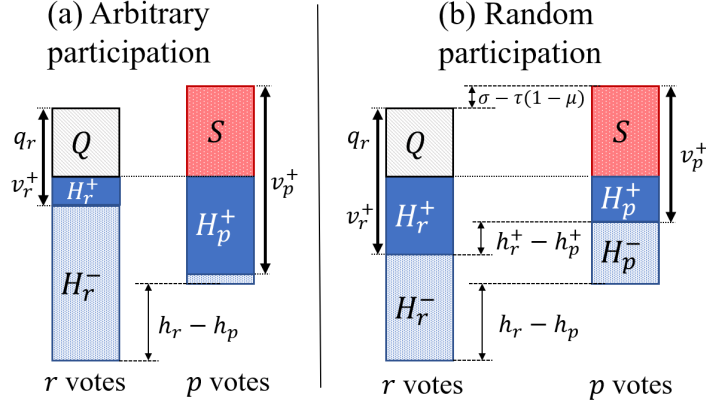 (a) Arbitrary
participation
q_r
v_r^+
Q
H_r^+
H_r^-
S
H_p^+
v_p^+
h_r − h_p
r votes
p votes
(b) Random
participation
σ − τ(1 − μ)
q_r
v_r^+
Q
H_r^+
H_r^-
S
H_p^+
H_p^-
v_p^+
h_r^+ − h_p^+
h_r − h_p
r votes
p votes